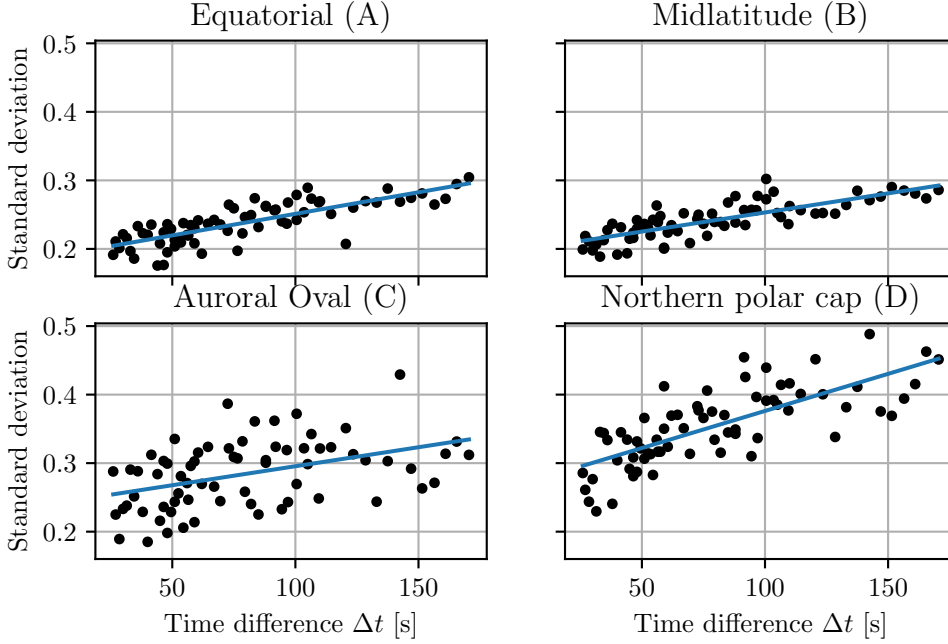 Equatorial (A)
Midlatitude (B)
Standard deviation
0.5
0.4
0.3
0.2
Auroral Oval (C)
Northern polar cap (D)
Standard deviation
0.5
0.4
0.3
0.2
50
100
150
50
100
150
Time difference Δt [s]
Time difference Δt [s]